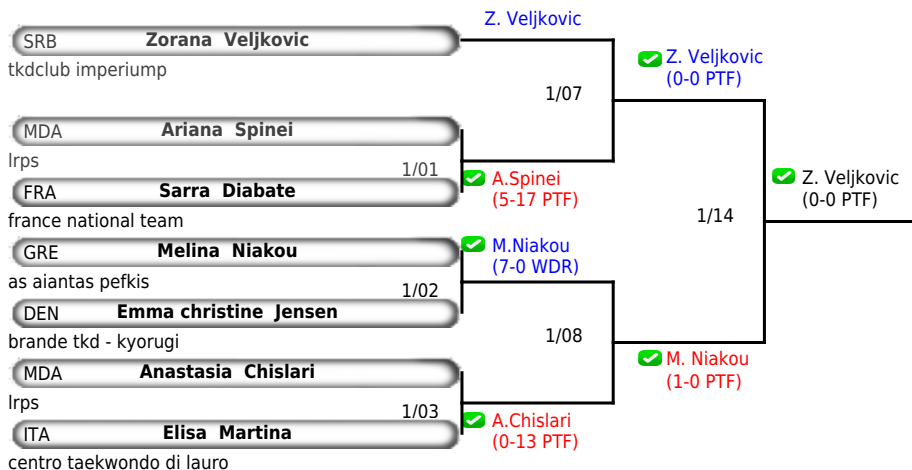 Z. Veljkovic
SRB Zorana Veljkovic
tkdclub imperiump
Z. Veljkovic
(0-0 PTF)
1/07
MDA Ariana Spinei
lrps
1/01
A.Spinei
(5-17 PTF)
FRA Sarra Diabate
france national team
Z. Veljkovic
(0-0 PTF)
1/14
GRE Melina Niakou
as aiantas pefkis
M.Niakou
(7-0 WDR)
1/02
DEN Emma christine Jensen
brande tkd - kyorugi
1/08
M. Niakou
(1-0 PTF)
MDA Anastasia Chislari
lrps
1/03
A.Chislari
(0-13 PTF)
ITA Elisa Martina
centro taekwondo di lauro